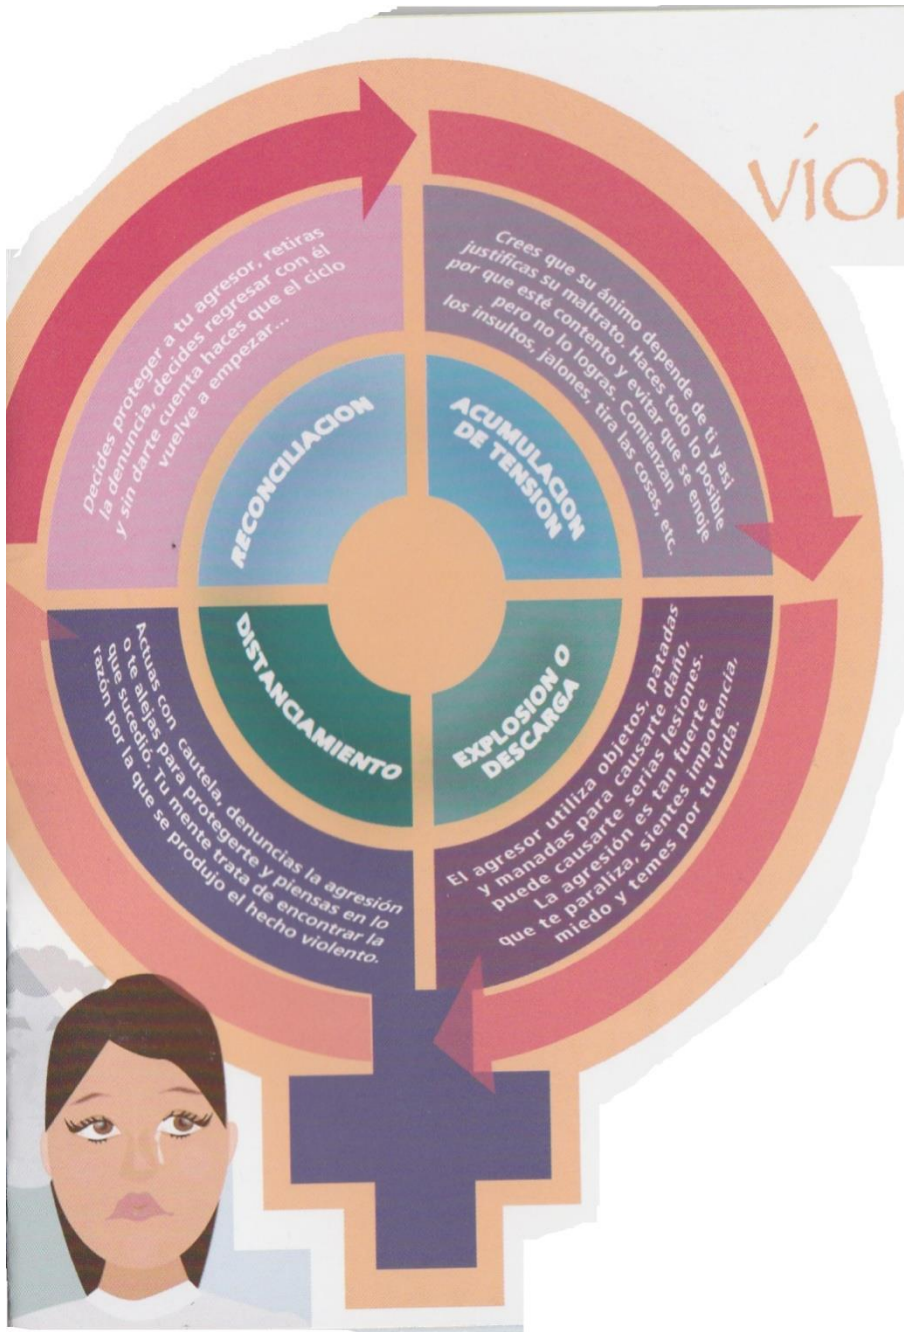 viol
ACUMULACION
DE TENSION
Crees que su ánimo depende de ti y asi
justificas su maltrato. Haces todo lo posible
por que esté contento y evitar que se enoje
pero no lo logras. Comienzan
los insultos, jalones, tira las cosas, etc.
EXPLOSION O
DESCARGA
El agresor utiliza objetos, patadas
y manadas para causarte daño,
puede causarte serias lesiones.
La agresión es tan fuerte
que te paraliza, sientes impotencia,
miedo y temes por tu vida.
DISTANCIAMIENTO
Actuas con cautela, denuncias la agresión
o te alejas para protegerte y piensas en lo
que sucedió. Tu mente trata de encontrar la
razón por la que se produjo el hecho violento.
RECONCILIACION
Decides proteger a tu agresor, retiras
la denuncia, decides regresar con él
y sin darte cuenta haces que el ciclo
vuelve a empezar...